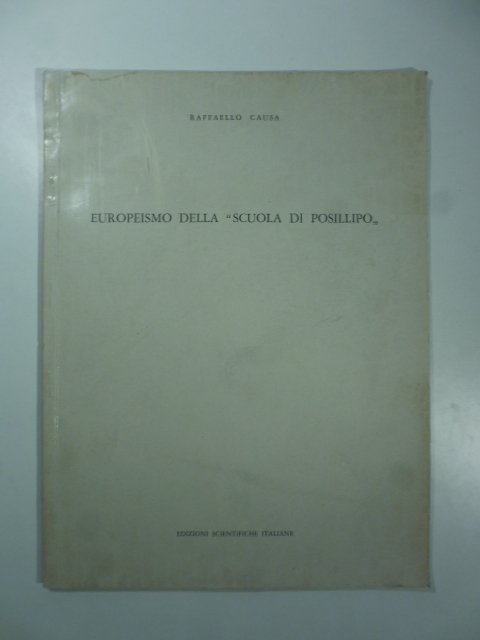 RAFFAELLO CAUSA
EUROPEISMO DELLA “SCUOLA DI POSILLIPO„
EDIZIONI SCIENTIFICHE ITALIANE